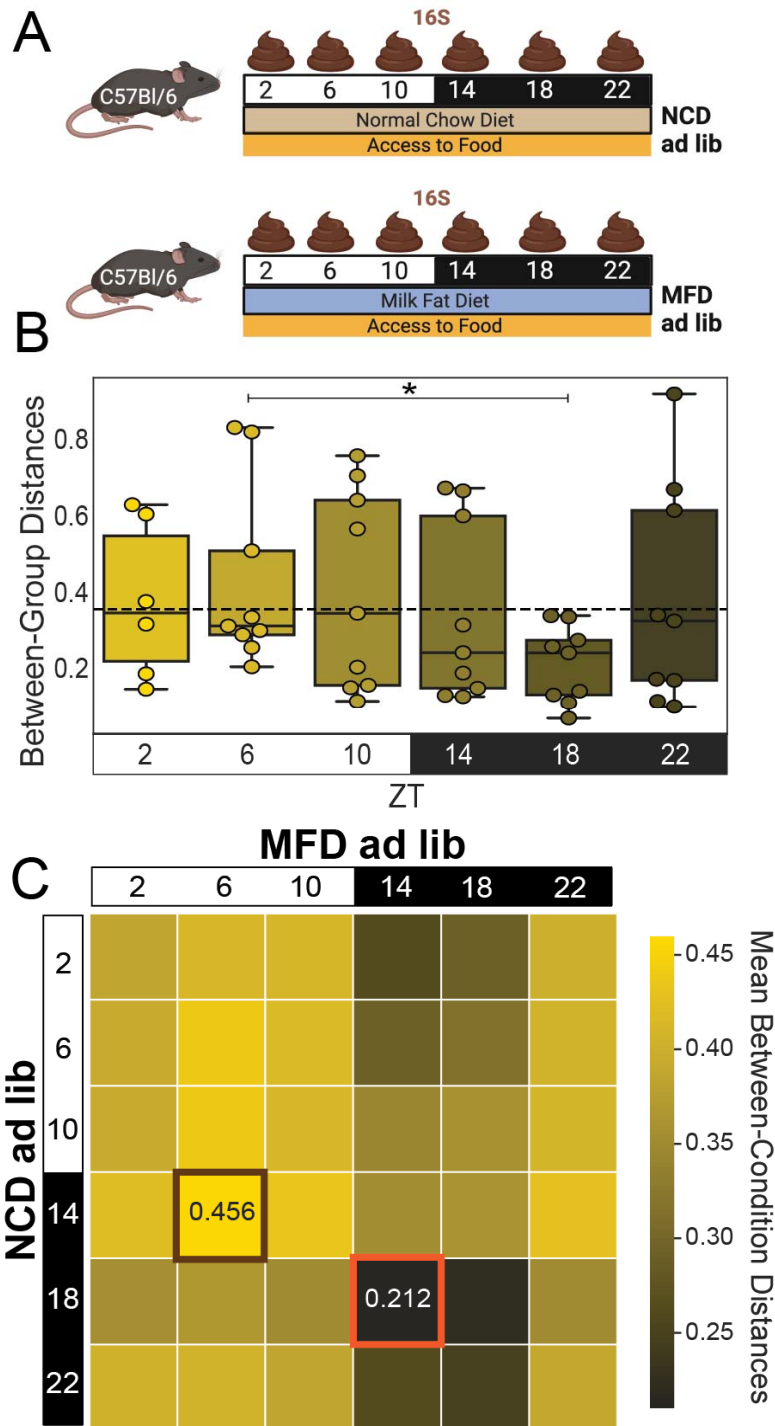 A
16S
C57Bl/6
2 6 10 14 18 22
Normal Chow Diet
Access to Food
NCD
ad lib
16S
C57Bl/6
2 6 10 14 18 22
Milk Fat Diet
Access to Food
MFD
ad lib
B
Between-Group Distances
0.8
0.6
0.4
0.2
*
2 6 10 14 18 22
ZT
C
MFD ad lib
2 6 10 14 18 22
NCD ad lib
2
6
10
14
18
22
0.456
0.212
0.45
0.40
0.35
0.30
0.25
Mean Between-Condition Distances